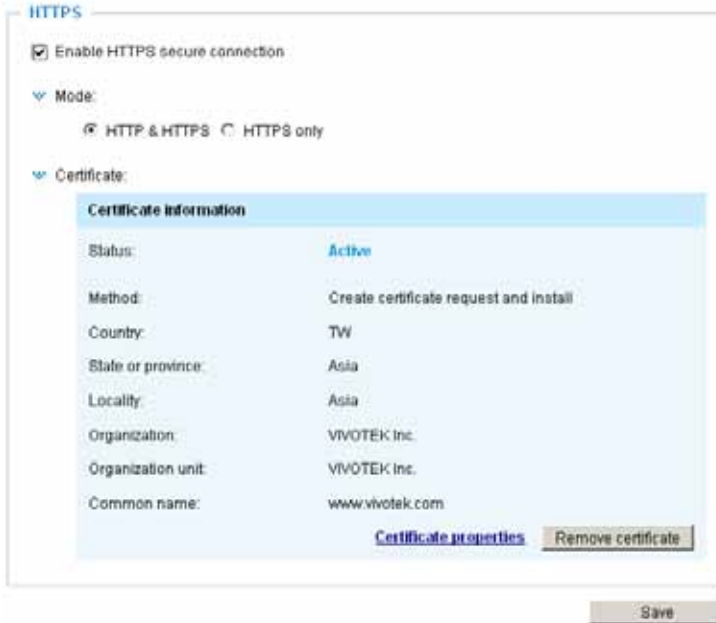 HTTPS
Enable HTTPS secure connection
Mode:
HTTP & HTTPS HTTPS only
Certificate:
Certificate information
Status: Active
Method: Create certificate request and install
Country: TW
State or province: Asia
Locality: Asia
Organization: VIVOTEK Inc.
Organization unit: VIVOTEK Inc.
Common name: www.vivotek.com
Certificate properties Remove certificate
Save